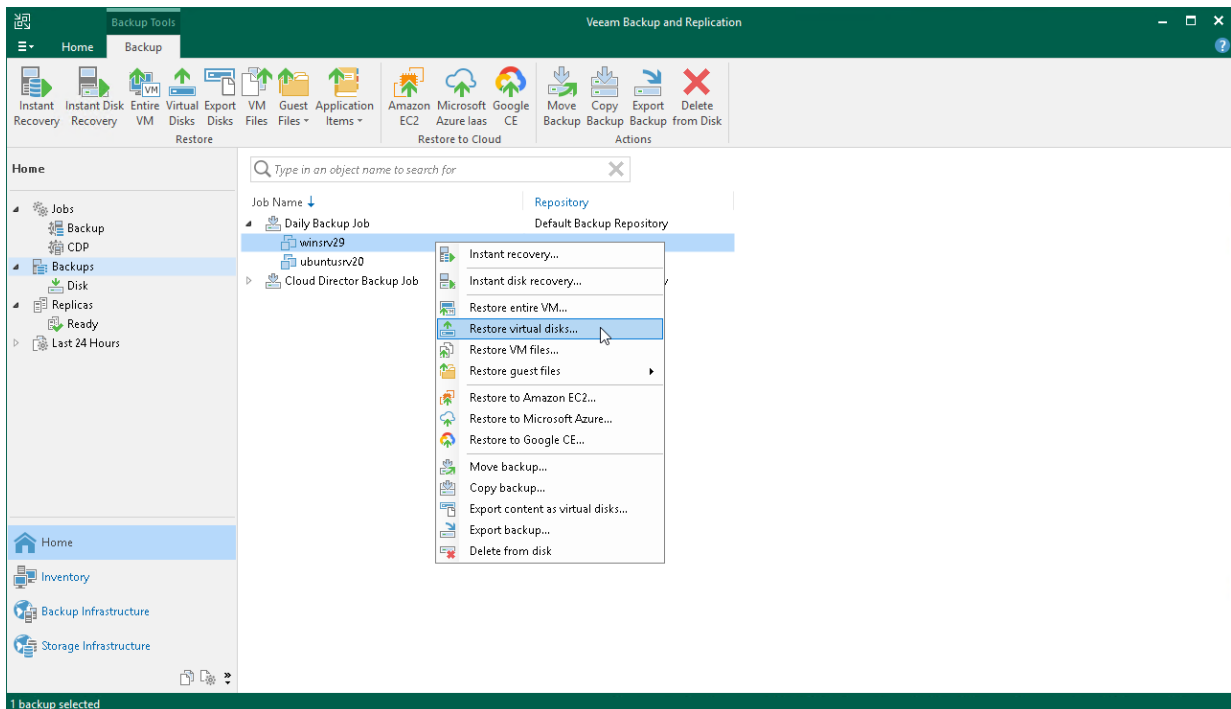 Backup Tools
Veeam Backup and Replication
Home Backup
Instant Recovery
Instant Disk Recovery
Entire VM
Virtual Disks
Export Disks
VM Files
Guest Files
Application Items
Amazon EC2
Microsoft Azure Iaas
Google CE
Move Backup
Copy Backup
Export Backup
Delete from Disk
Restore
Restore to Cloud
Actions
Home
Jobs
Backup
CDP
Backups
Disk
Replicas
Ready
Last 24 Hours
Home
Inventory
Backup Infrastructure
Storage Infrastructure
Type in an object name to search for
Job Name Repository
Daily Backup Job Default Backup Repository
winsrv29
ubuntusrv20
Cloud Director Backup Job
Instant recovery...
Instant disk recovery...
Restore entire VM...
Restore virtual disks...
Restore VM files...
Restore guest files
Restore to Amazon EC2...
Restore to Microsoft Azure...
Restore to Google CE...
Move backup...
Copy backup...
Export content as virtual disks...
Export backup...
Delete from disk
1 backup selected